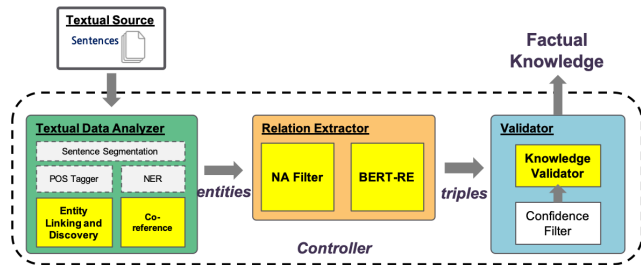 Textual Source
Sentences
Factual
Knowledge
Textual Data Analyzer
Sentence Segmentation
POS Tagger
NER
Entity
Linking and
Discovery
Co-
reference
entities
Relation Extractor
NA Filter
BERT-RE
triples
Validator
Knowledge
Validator
Confidence
Filter
Controller